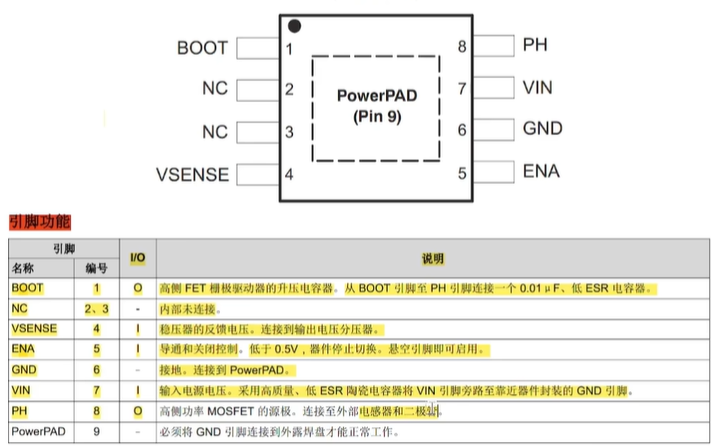 BOOT 1 8 PH
NC 2 7 VIN
PowerPAD
(Pin 9)
NC 3 6 GND
VSENSE 4 5 ENA
引脚功能
引脚 I/O 说明
名称 编号
BOOT 1 O 高侧 FET 栅极驱动器的升压电容器。从 BOOT 引脚至 PH 引脚连接一个 0.01μF、低 ESR 电容器。
NC 2、3 - 内部未连接。
VSENSE 4 I 稳压器的反馈电压。连接到输出电压分压器。
ENA 5 I 导通和关闭控制。低于 0.5V，器件停止切换。悬空引脚即可启用。
GND 6 – 接地。连接到 PowerPAD。
VIN 7 I 输入电源电压。采用高质量、低 ESR 陶瓷电容器将 VIN 引脚旁路至靠近器件封装的 GND 引脚。
PH 8 O 高侧功率 MOSFET 的源极。连接至外部电感器和二极管。
PowerPAD 9 – 必须将 GND 引脚连接到外露焊盘才能正常工作。